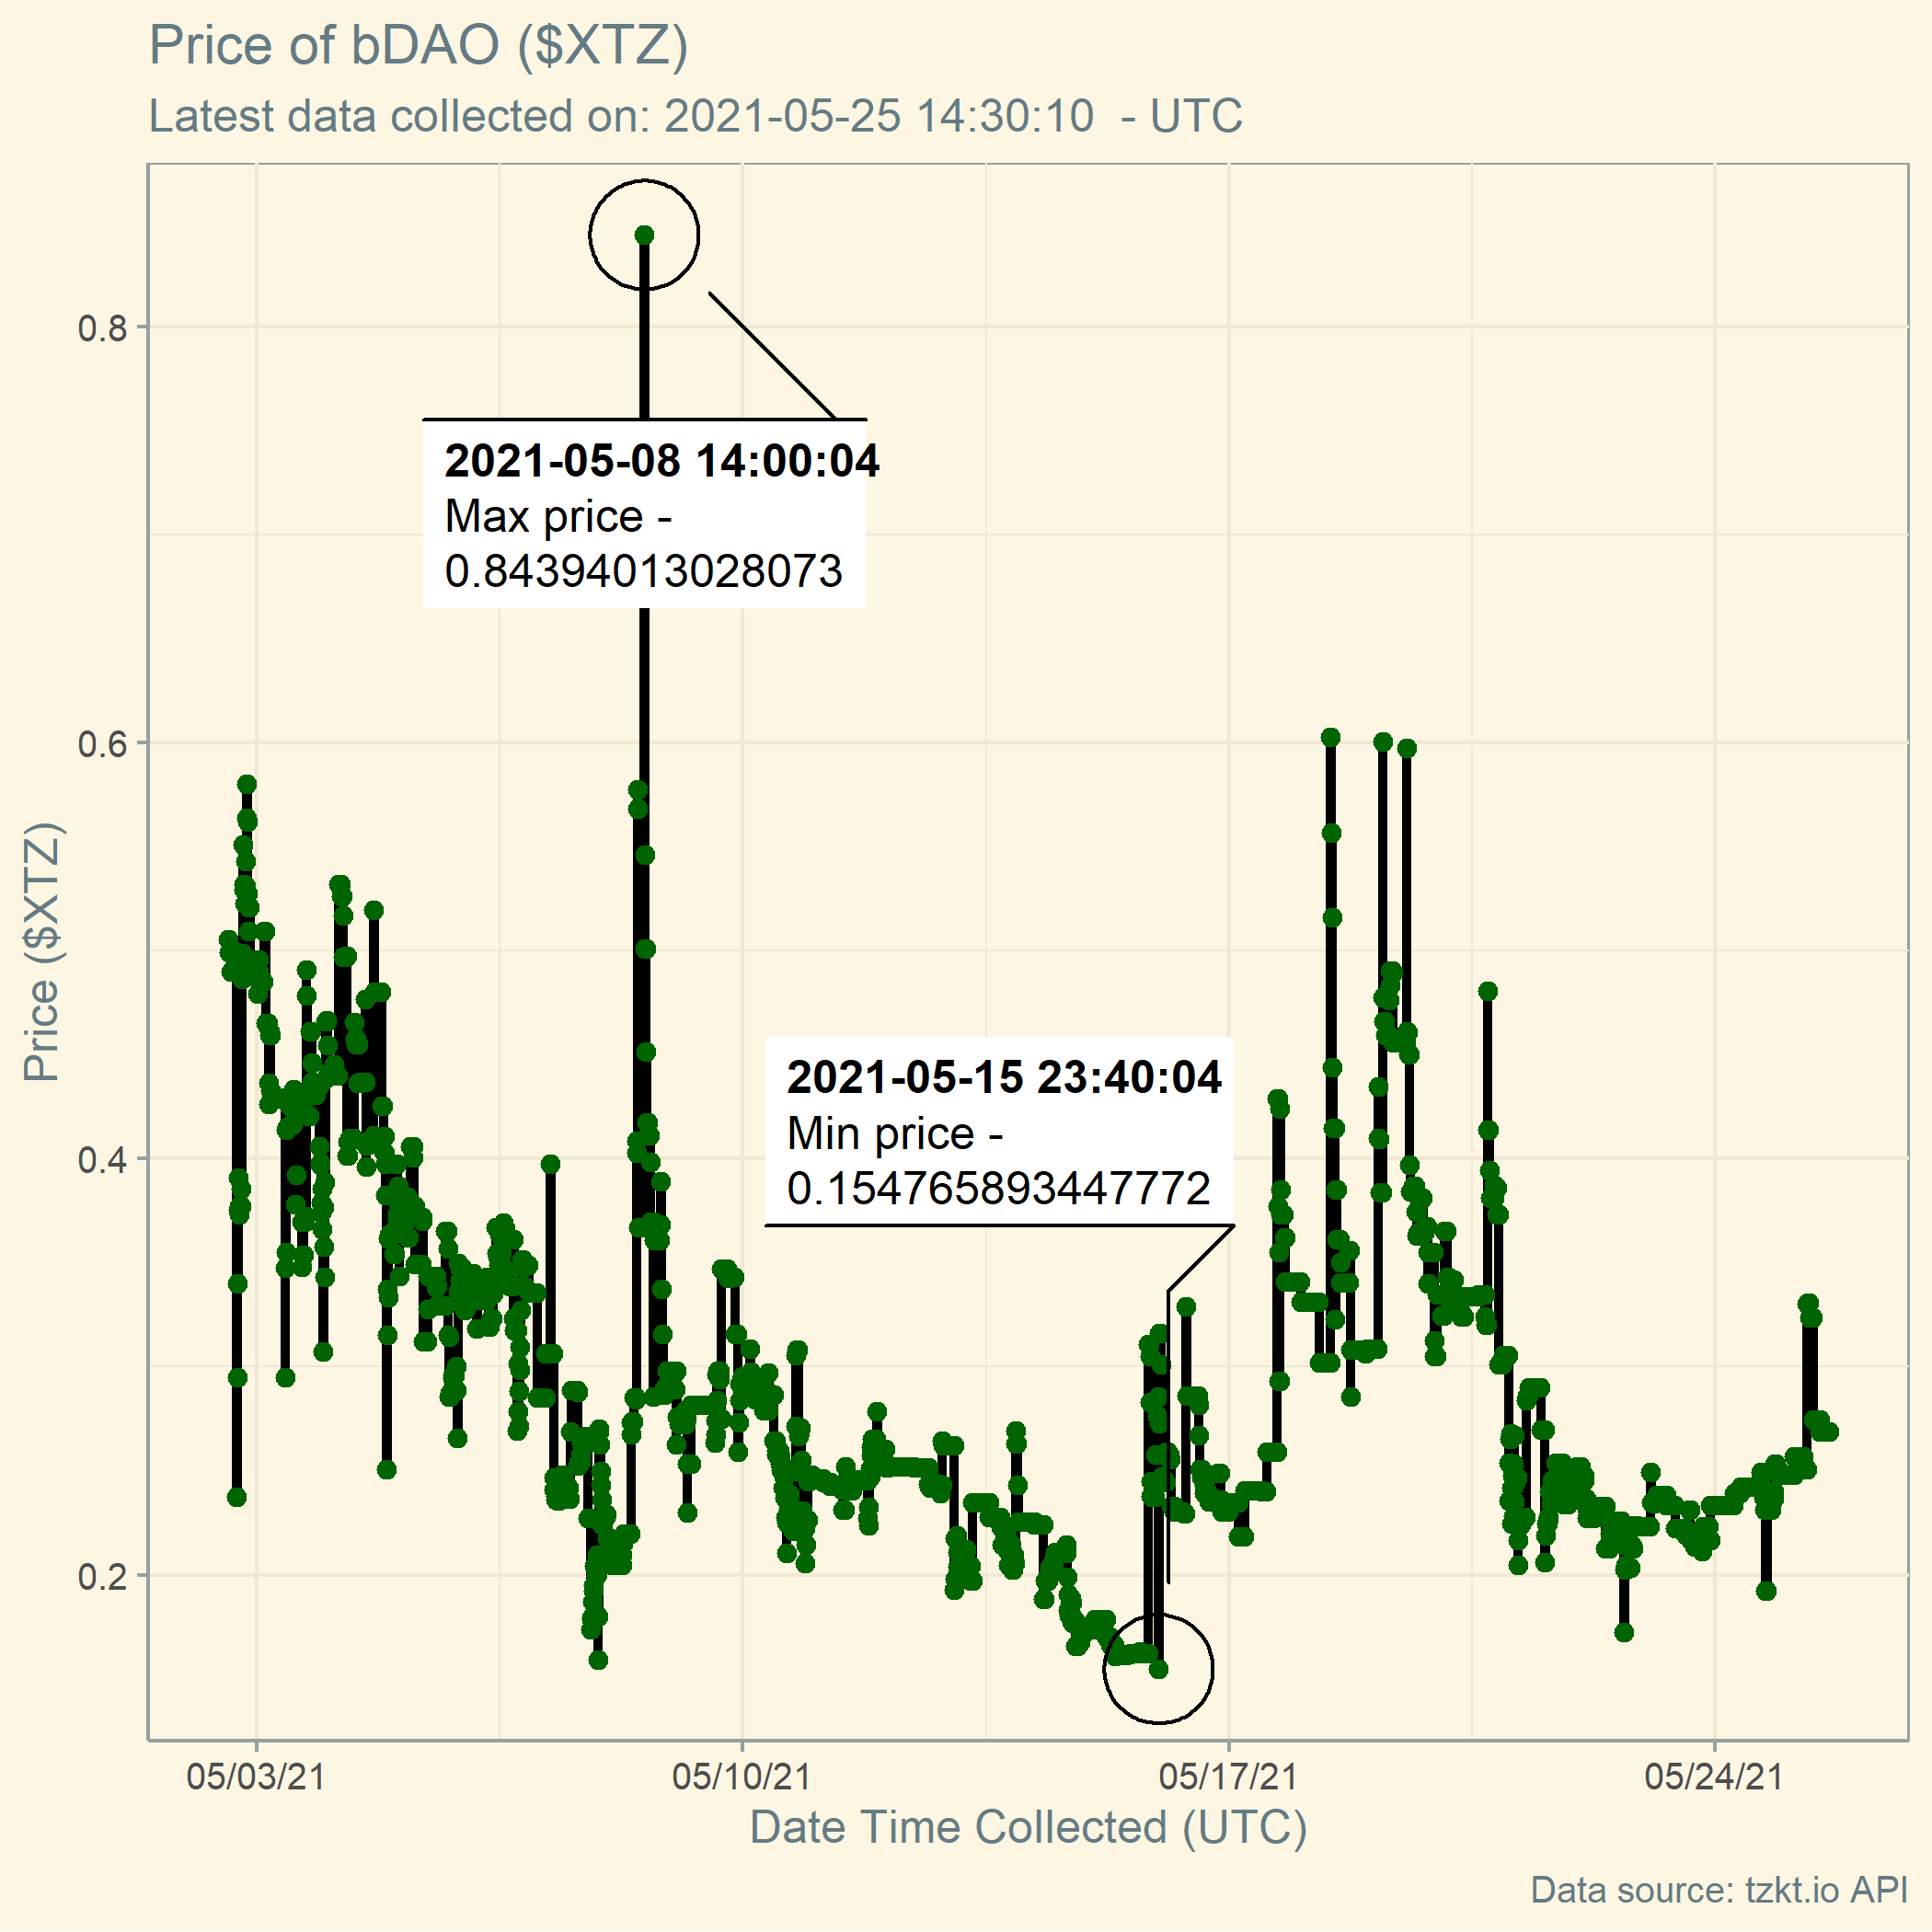 Price of bDAO ($XTZ)
Latest data collected on: 2021-05-25 14:30:10  - UTC
Price ($XTZ)
0.8
0.6
0.4
0.2
2021-05-08 14:00:04
Max price -
0.84394013028073
2021-05-15 23:40:04
Min price -
0.154765893447772
05/03/21
05/10/21
05/17/21
05/24/21
Date Time Collected (UTC)
Data source: tzkt.io API